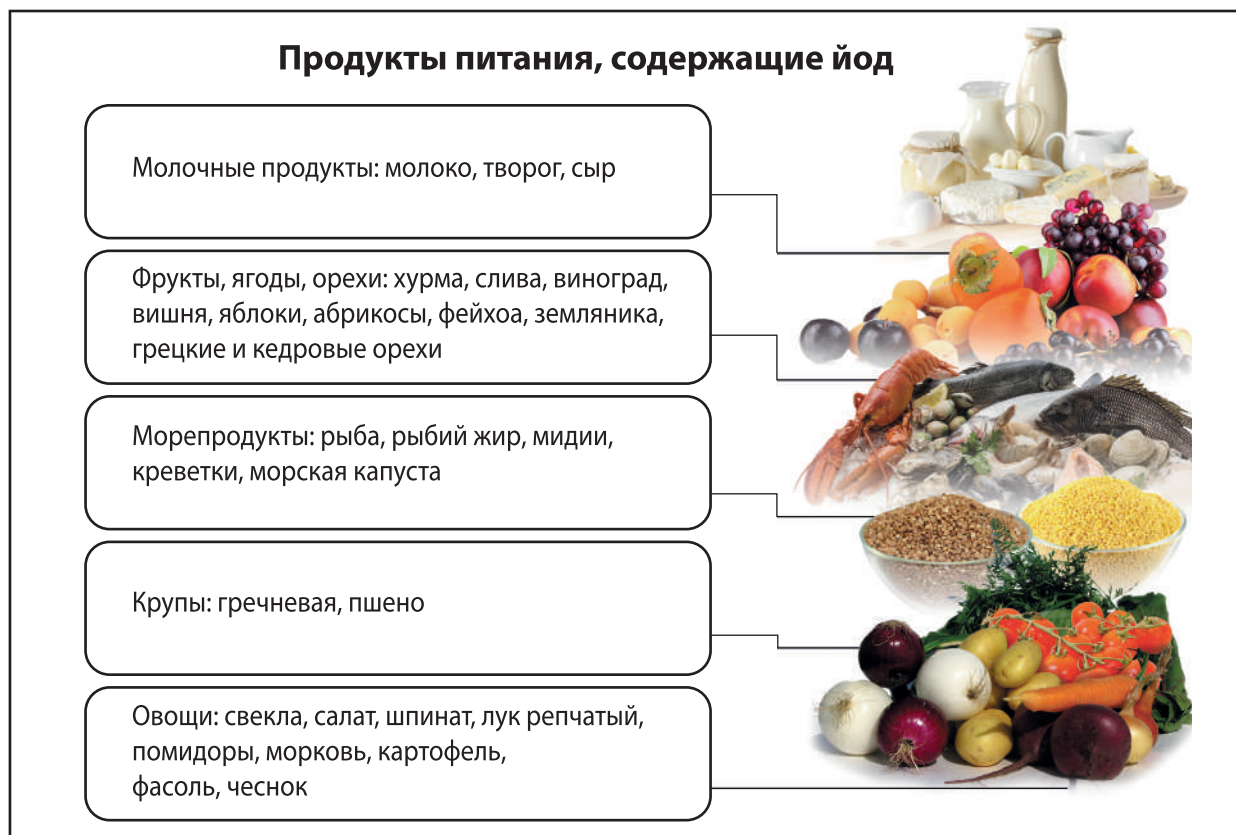 Продукты питания, содержащие йод
Молочные продукты: молоко, творог, сыр
Фрукты, ягоды, орехи: хурма, слива, виноград,
вишня, яблоки, абрикосы, фейхоа, земляника,
грецкие и кедровые орехи
Морепродукты: рыба, рыбий жир, мидии,
креветки, морская капуста
Крупы: гречневая, пшено
Овощи: свекла, салат, шпинат, лук репчатый,
помидоры, морковь, картофель,
фасоль, чеснок